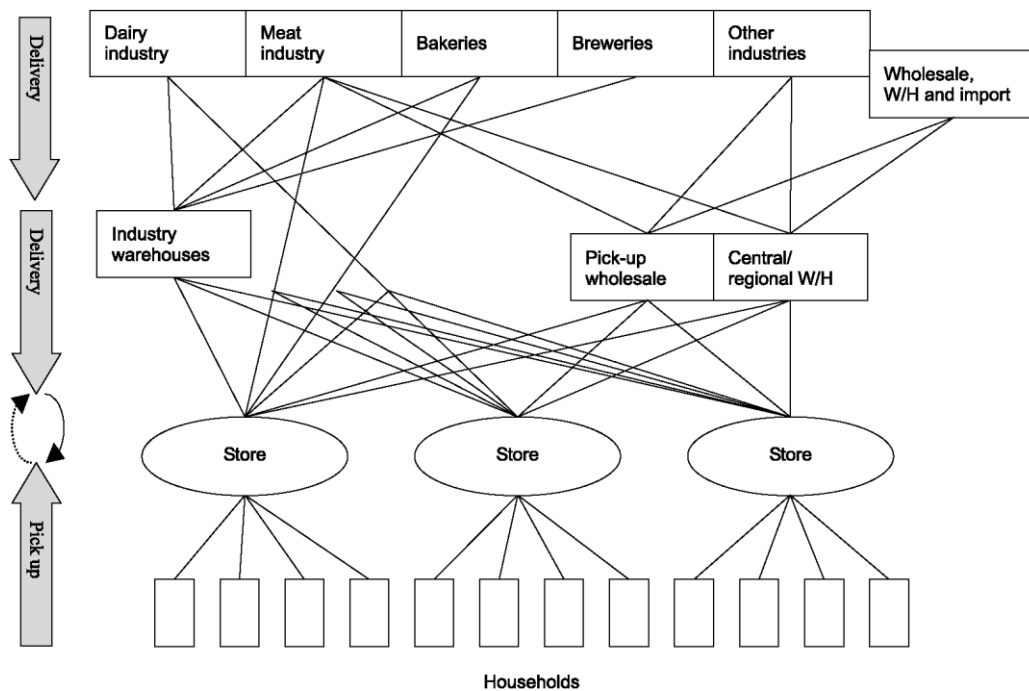 Delivery
Dairy
industry
Meat
industry
Bakeries
Breweries
Other
industries
Wholesale,
W/H and import
Delivery
Industry
warehouses
Pick-up
wholesale
Central/
regional W/H
Store
Store
Store
Pick up
Households